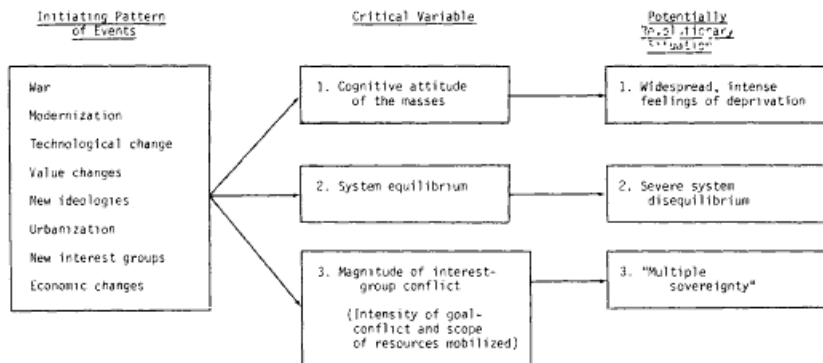 Initiating Pattern
of Events
Critical Variable
Potentially
Revolutionary
Situation
War
Modernization
Technological change
Value changes
New ideologies
Urbanization
New interest groups
Economic changes
1. Cognitive attitude
of the masses
1. Widespread, intense
feelings of deprivation
2. System equilibrium
2. Severe system
disequilibrium
3. Magnitude of interest-
group conflict
(Intensity of goal-
conflict and scope
of resources mobilized)
3. "Multiple
sovereignty"